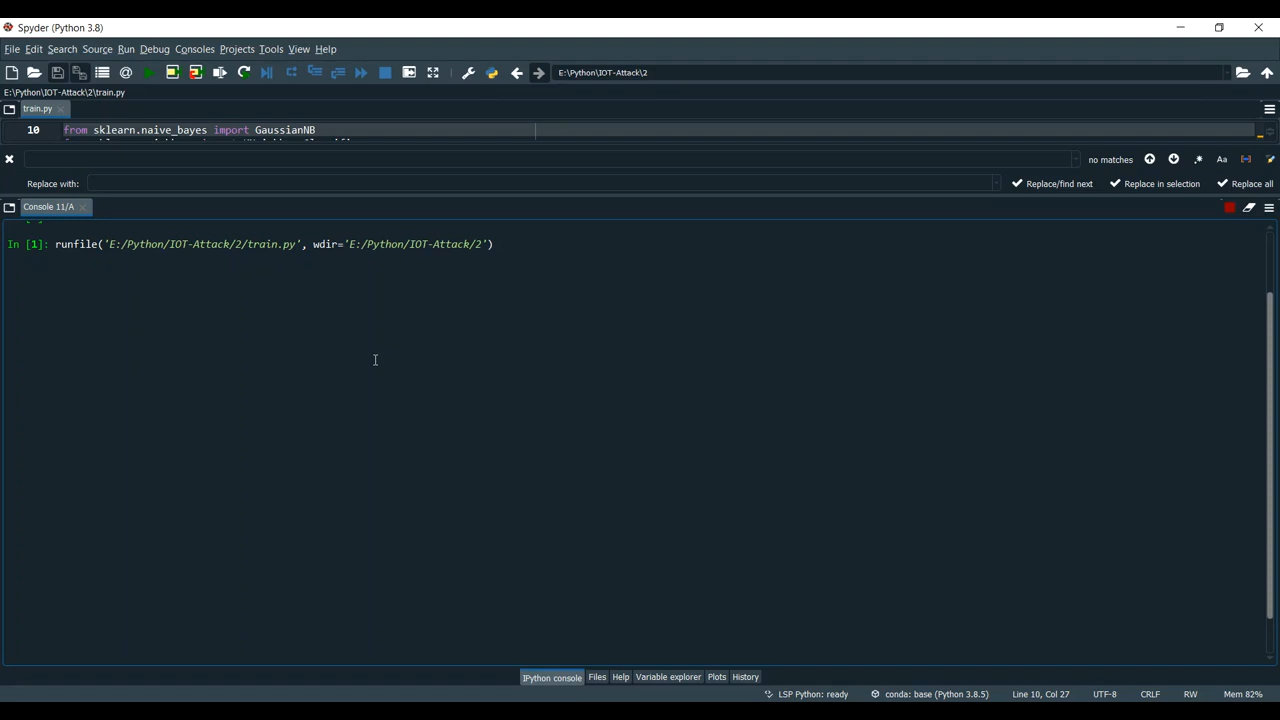 Spyder (Python 3.8)
File Edit Search Source Run Debug Consoles Projects Tools View Help
E:\Python\IOT-Attack\2
E:\Python\IOT-Attack\2\train.py
train.py
10 from sklearn.naive_bayes import GaussianNB
no matches
Aa
Replace with:
Replace/find next
Replace in selection
Replace all
Console 11/A
In [1]: runfile('E:/Python/IOT-Attack/2/train.py', wdir='E:/Python/IOT-Attack/2')
IPython console Files Help Variable explorer Plots History
LSP Python: ready conda: base (Python 3.8.5) Line 10, Col 27 UTF-8 CRLF RW Mem 82%